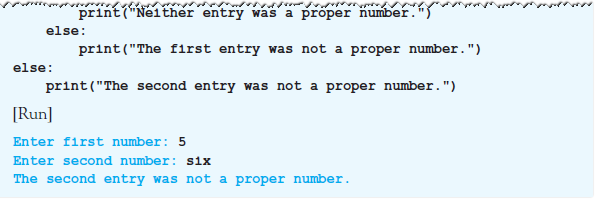 print("Neither entry was a proper number.")
    else:
        print("The first entry was not a proper number.")
else:
    print("The second entry was not a proper number.")
[Run]
Enter first number: 5
Enter second number: six
The second entry was not a proper number.